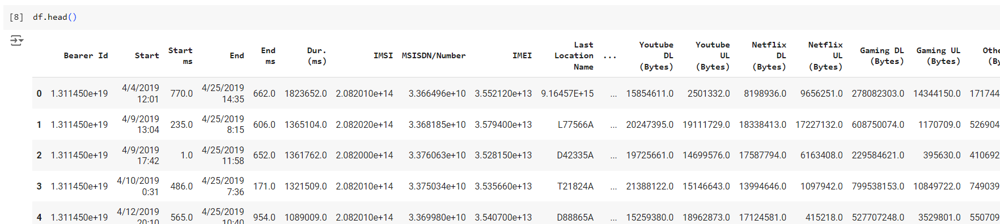 [8] df.head()
Bearer Id Start Start ms End End ms Dur. (ms) IMSI MSISDN/Number IMEI Last Location Name ... Youtube DL (Bytes) Youtube UL (Bytes) Netflix DL (Bytes) Netflix UL (Bytes) Gaming DL (Bytes) Gaming UL (Bytes)
0 1.311450e+19 4/4/2019 12:01 770.0 4/25/2019 14:35 662.0 1823652.0 2.082010e+14 3.366496e+10 3.552120e+13 9.16457E+15 ... 15854611.0 2501332.0 8198936.0 9656251.0 278082303.0 14344150.0 171744
1 1.311450e+19 4/9/2019 13:04 235.0 4/25/2019 8:15 606.0 1365104.0 2.082020e+14 3.368185e+10 3.579400e+13 L77566A ... 20247395.0 19111729.0 18338413.0 17227132.0 608750074.0 1170709.0 526904
2 1.311450e+19 4/9/2019 17:42 1.0 4/25/2019 11:58 652.0 1361762.0 2.082000e+14 3.376063e+10 3.528150e+13 D42335A ... 19725661.0 14699576.0 17587794.0 6163408.0 229584621.0 395630.0 410692
3 1.311450e+19 4/10/2019 0:31 486.0 4/25/2019 7:36 171.0 1321509.0 2.082010e+14 3.375034e+10 3.535660e+13 T21824A ... 21388122.0 15146643.0 13994646.0 1097942.0 799538153.0 10849722.0 749039
4 1.311450e+19 4/12/2019 20:10 565.0 4/25/2019 10:40 954.0 1089009.0 2.082010e+14 3.369980e+10 3.540700e+13 D88865A ... 15259380.0 18962873.0 17124581.0 415218.0 527707248.0 3529801.0 550709